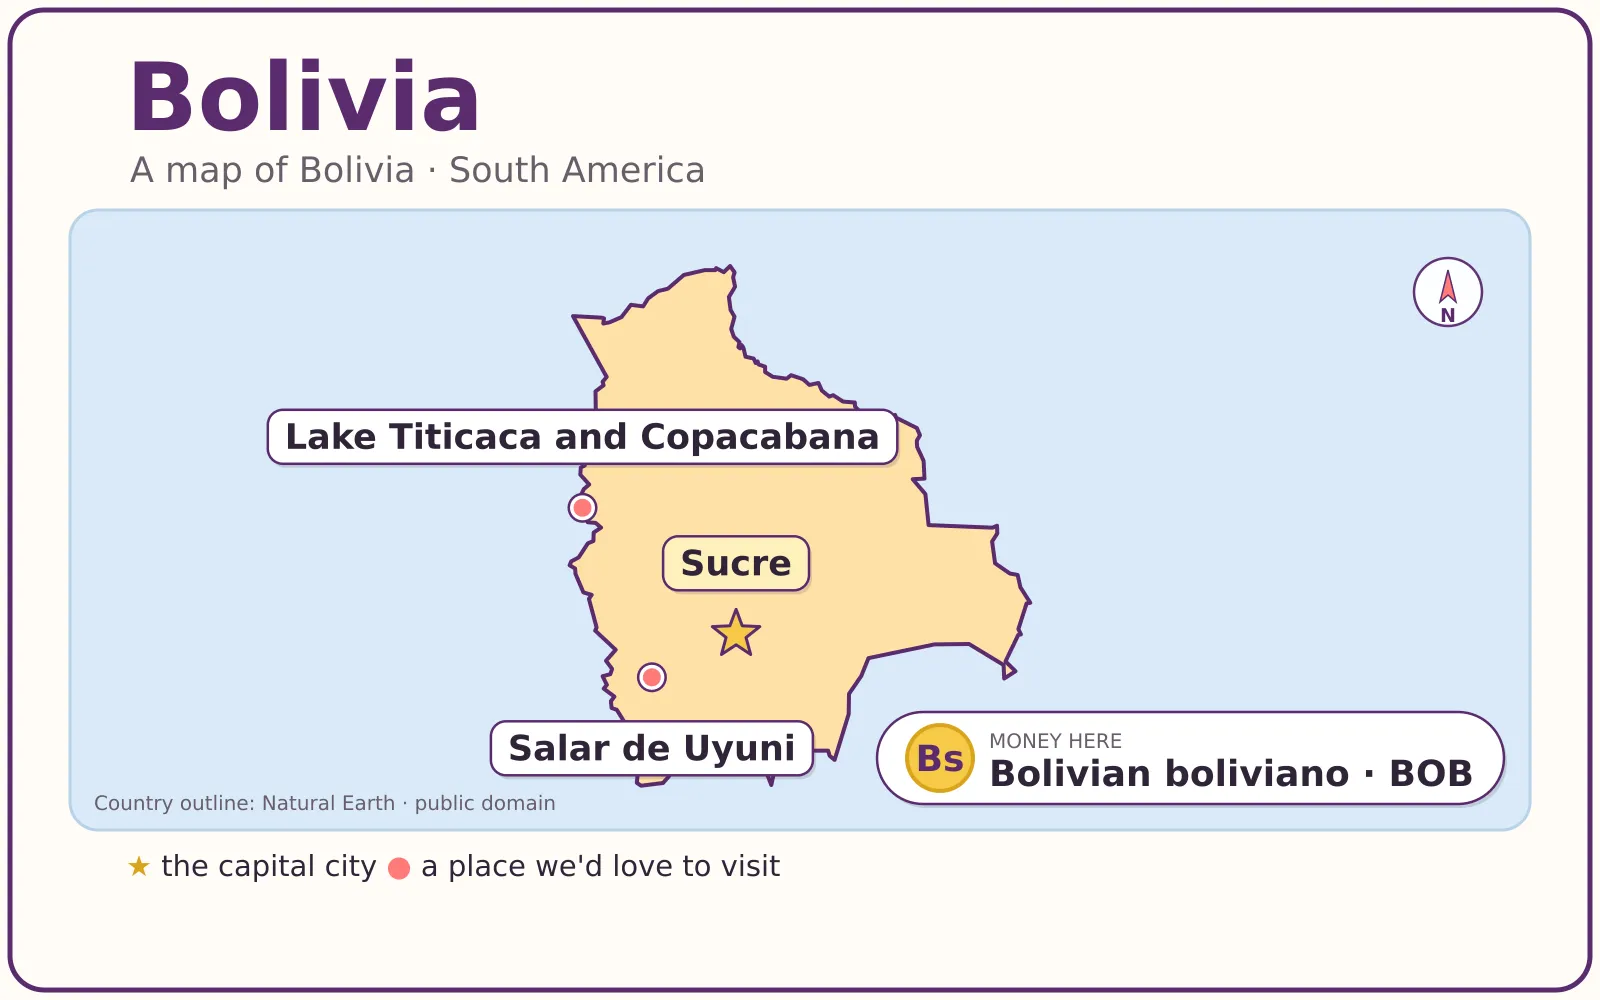 Bolivia
A map of Bolivia · South America
N
Lake Titicaca and Copacabana
Sucre
Salar de Uyuni
Bs
MONEY HERE
Bolivian boliviano · BOB
Country outline: Natural Earth · public domain
★ the capital city ● a place we'd love to visit